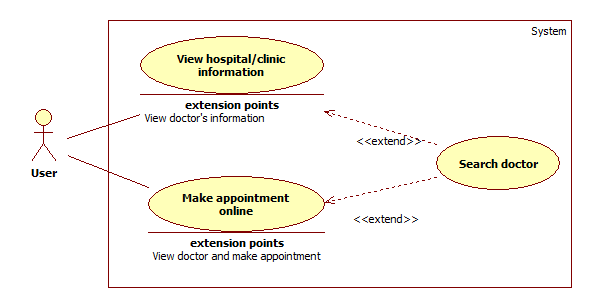 System
View hospital/clinic
information
extension points
View doctor's information
<<extend>>
Search doctor
User
Make appointment
online
<<extend>>
extension points
View doctor and make appointment